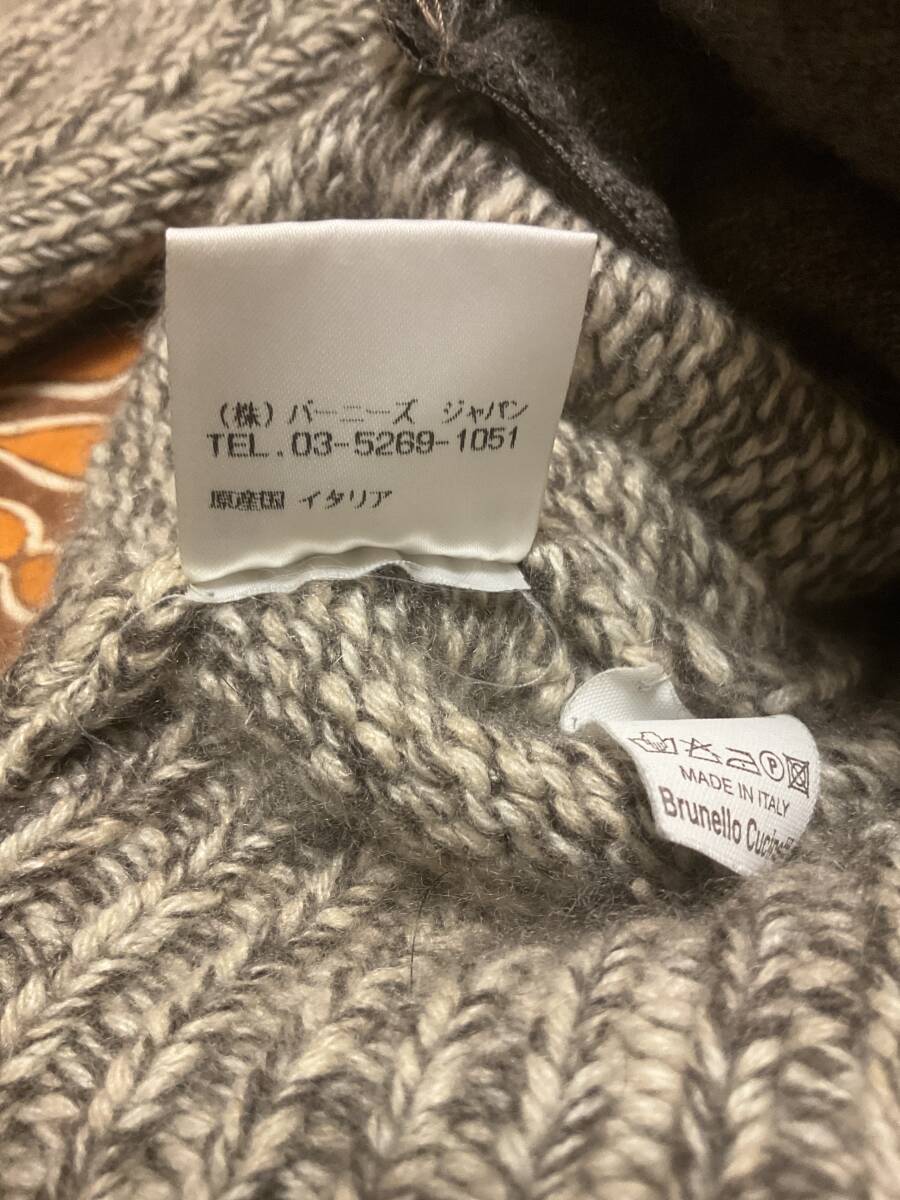 (株) バーニーズ ジャパン
TEL.03-5269-1051
原産国 イタリア
MADE IN ITALY
Brunello